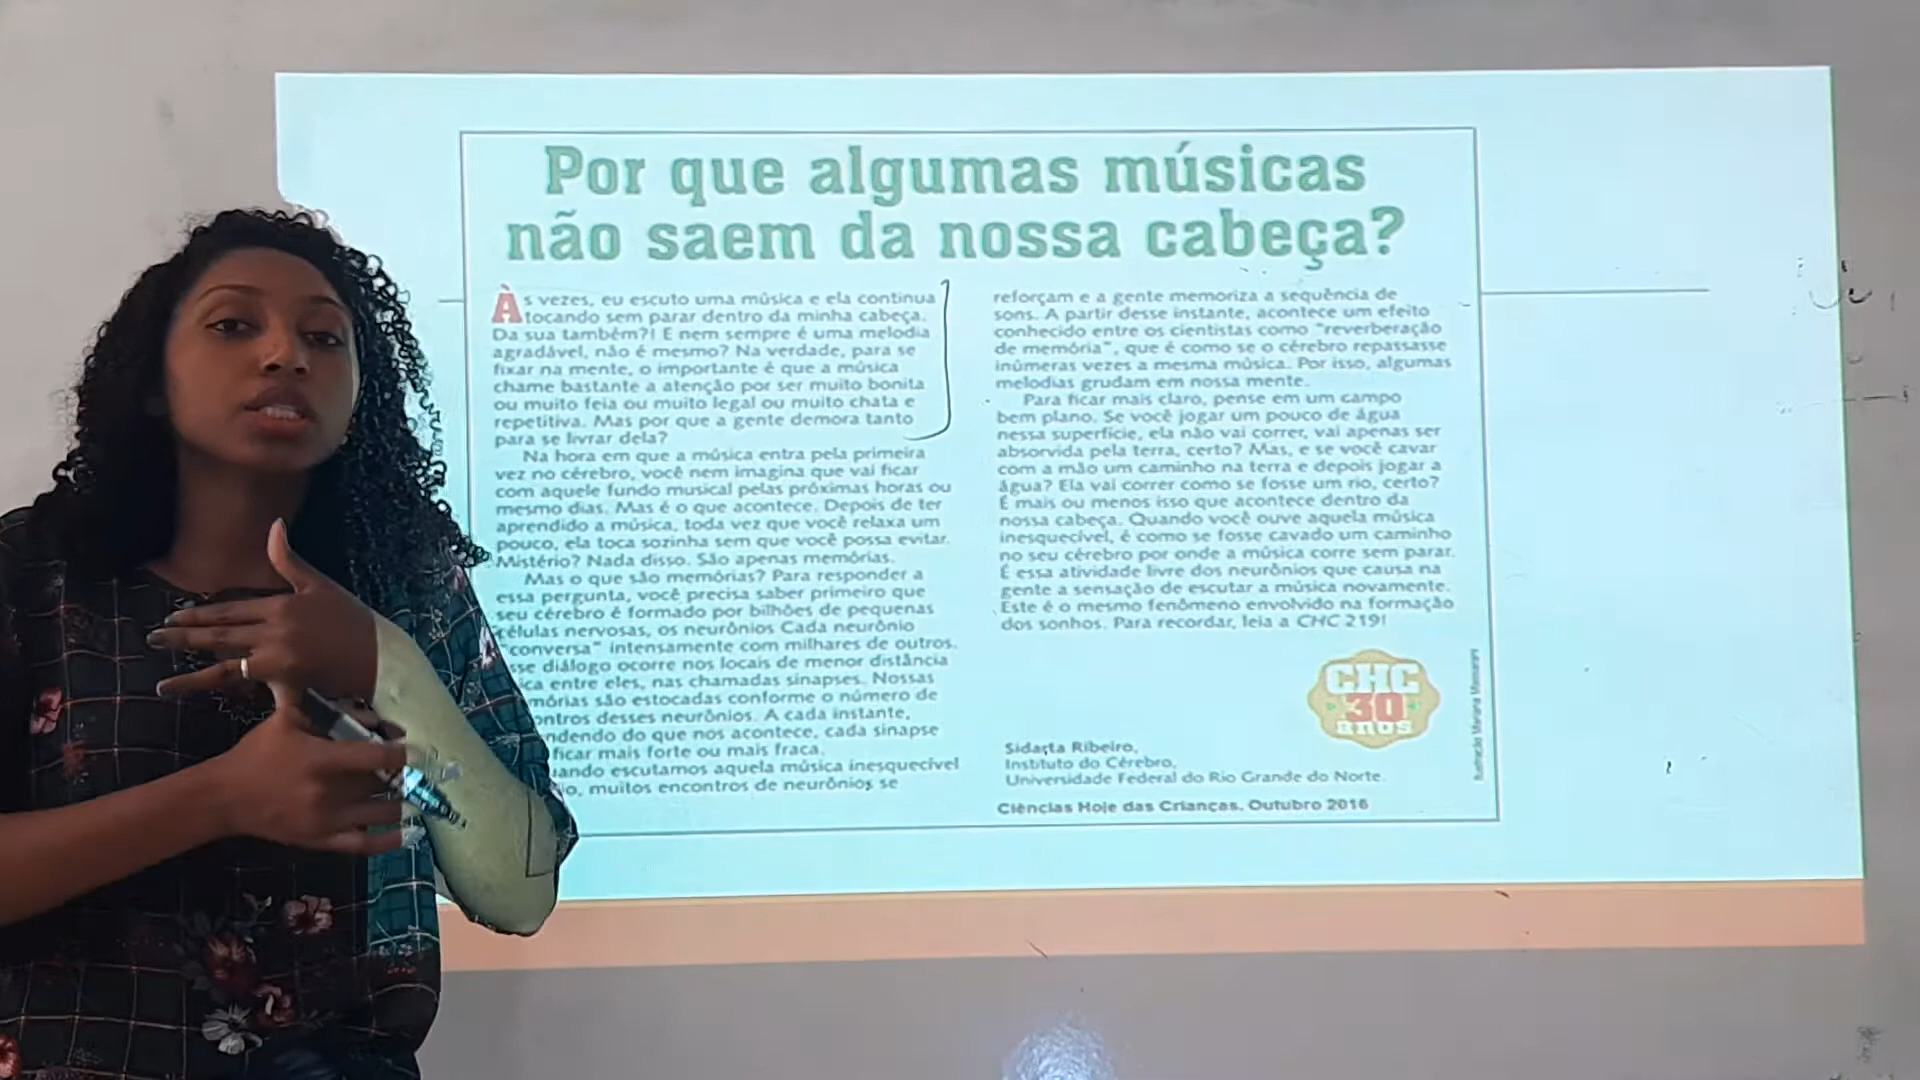 Por que algumas músicas
não saem da nossa cabeça?
Às vezes, eu escuto uma música e ela continua
tocando sem parar dentro da minha cabeça.
Da sua também?! E nem sempre é uma melodia
agradável, não é mesmo? Na verdade, para se
fixar na mente, o importante é que a música
chame bastante a atenção por ser muito bonita
ou muito feia ou muito legal ou muito chata e
repetitiva. Mas por que a gente demora tanto
para se livrar dela?
Na hora em que a música entra pela primeira
vez no cérebro, você nem imagina que vai ficar
com aquele fundo musical pelas próximas horas ou
mesmo dias. Mas é o que acontece. Depois de ter
aprendido a música, toda vez que você relaxa um
pouco, ela toca sozinha sem que você possa evitar.
Mistério? Nada disso. São apenas memórias.
Mas o que são memórias? Para responder a
essa pergunta, você precisa saber primeiro que
seu cérebro é formado por bilhões de pequenas
células nervosas, os neurônios Cada neurônio
"conversa" intensamente com milhares de outros.
sse diálogo ocorre nos locais de menor distância
ica entre eles, nas chamadas sinapses. Nossas
mórias são estocadas conforme o número de
ontros desses neurônios. A cada instante,
ndendo do que nos acontece, cada sinapse
ficar mais forte ou mais fraca.
uando escutamos aquela música inesquecível
io, muitos encontros de neurônios se
reforçam e a gente memoriza a sequência de
sons. A partir desse instante, acontece um efeito
conhecido entre os cientistas como "reverberação
de memória", que é como se o cérebro repassasse
inúmeras vezes a mesma música. Por isso, algumas
melodias grudam em nossa mente.
Para ficar mais claro, pense em um campo
bem plano. Se você jogar um pouco de água
nessa superfície, ela não vai correr, vai apenas ser
absorvida pela terra, certo? Mas, e se você cavar
com a mão um caminho na terra e depois jogar a
água? Ela vai correr como se fosse um rio, certo?
É mais ou menos isso que acontece dentro da
nossa cabeça. Quando você ouve aquela música
inesquecível, é como se fosse cavado um caminho
no seu cérebro por onde a música corre sem parar.
É essa atividade livre dos neurônios que causa na
gente a sensação de escutar a música novamente.
Este é o mesmo fenômeno envolvido na formação
dos sonhos. Para recordar, leia a CHC 219!
CHC
30
anos
Sidarta Ribeiro,
Instituto do Cérebro,
Universidade Federal do Rio Grande do Norte.
Ciências Hoje das Crianças. Outubro 2016
Ilustração Mariana Massarani